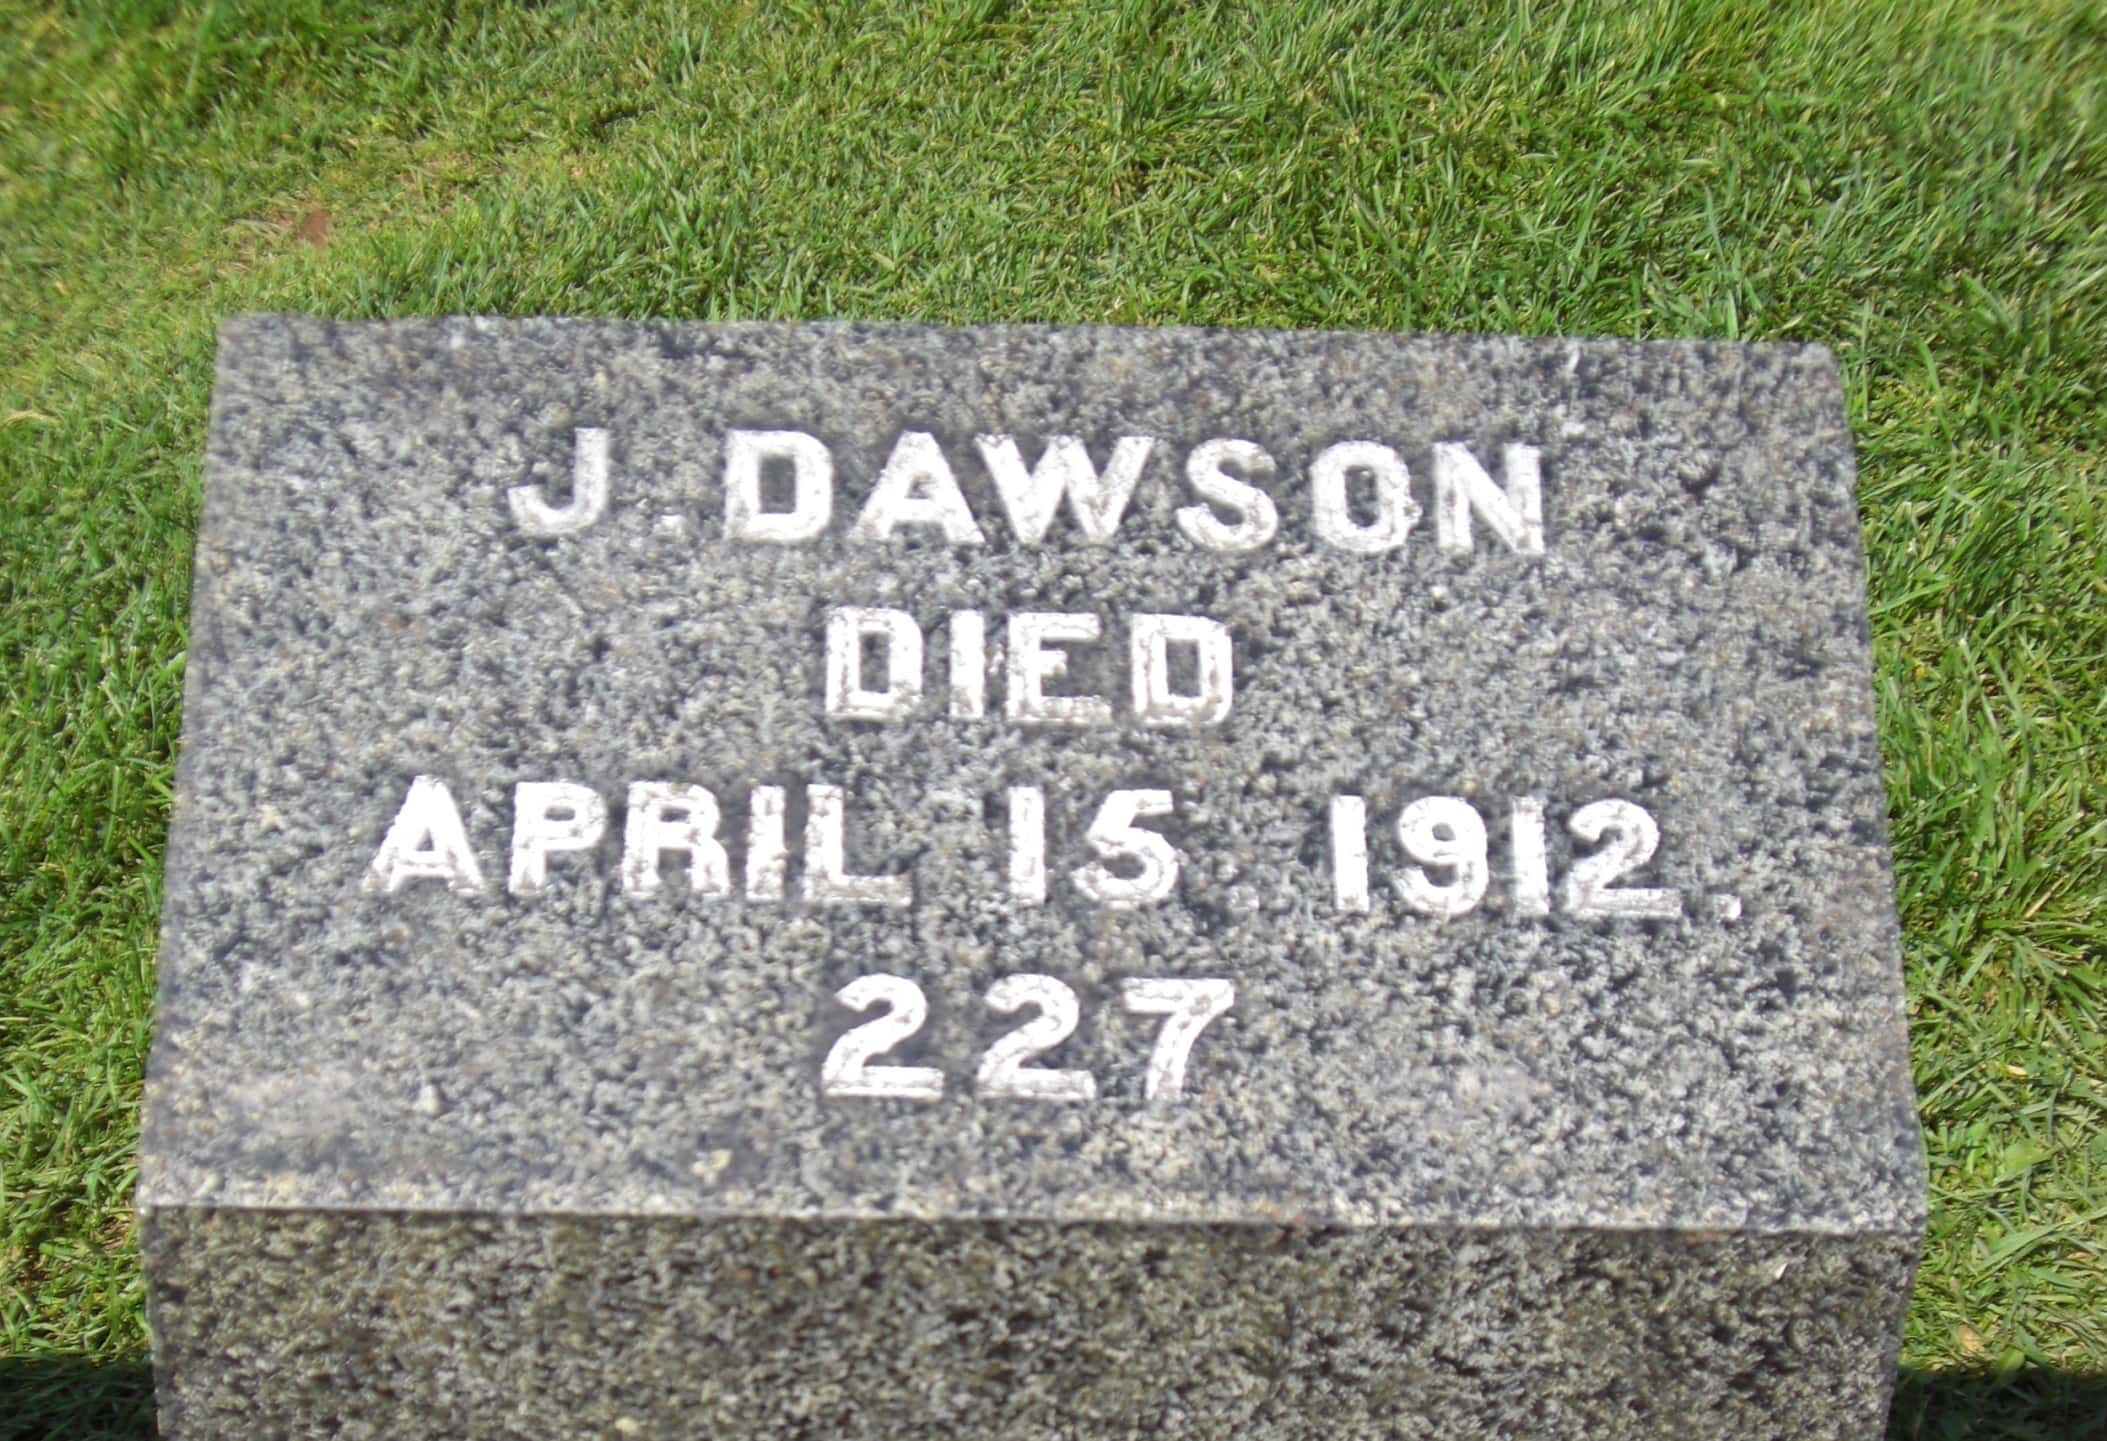 J. DAWSON
DIED
APRIL 15. 1912.
227